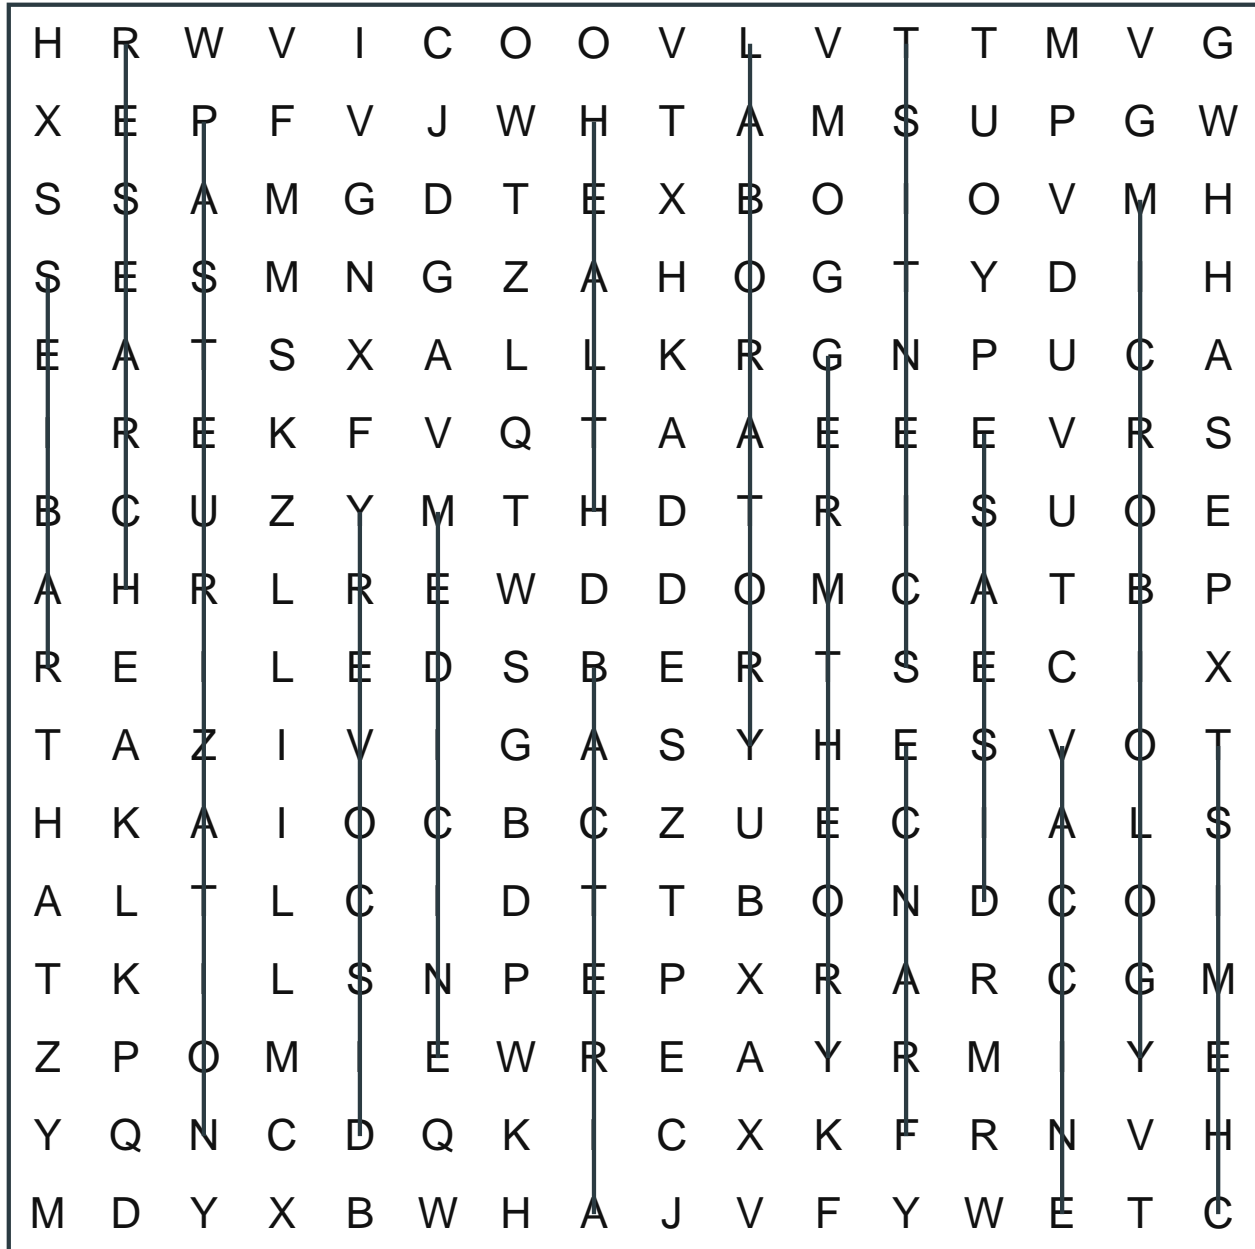 H R W V I C O O V L V T T M V G
X E P F V J W H T A M S U P G W
S S A M G D T E X B O I O V M H
S E S M N G Z A H O G T Y D I H
E A T S X A L L K R G N P U C A
I R E K F V Q T A A E E E V R S
B C U Z Y M T H D T R I S U O E
A H R L R E W D D O M C A T B P
R E I L E D S B E R T S E C I X
T A Z I V I G A S Y H E S V O T
H K A I O C B C Z U E C I A L S
A L T L C I D T T B O N D C O I
T K I L S N P E P X R A R C G M
Z P O M I E W R E A Y R M I Y E
Y Q N C D Q K I C X K F R N V H
M D Y X B W H A J V F Y W E T C